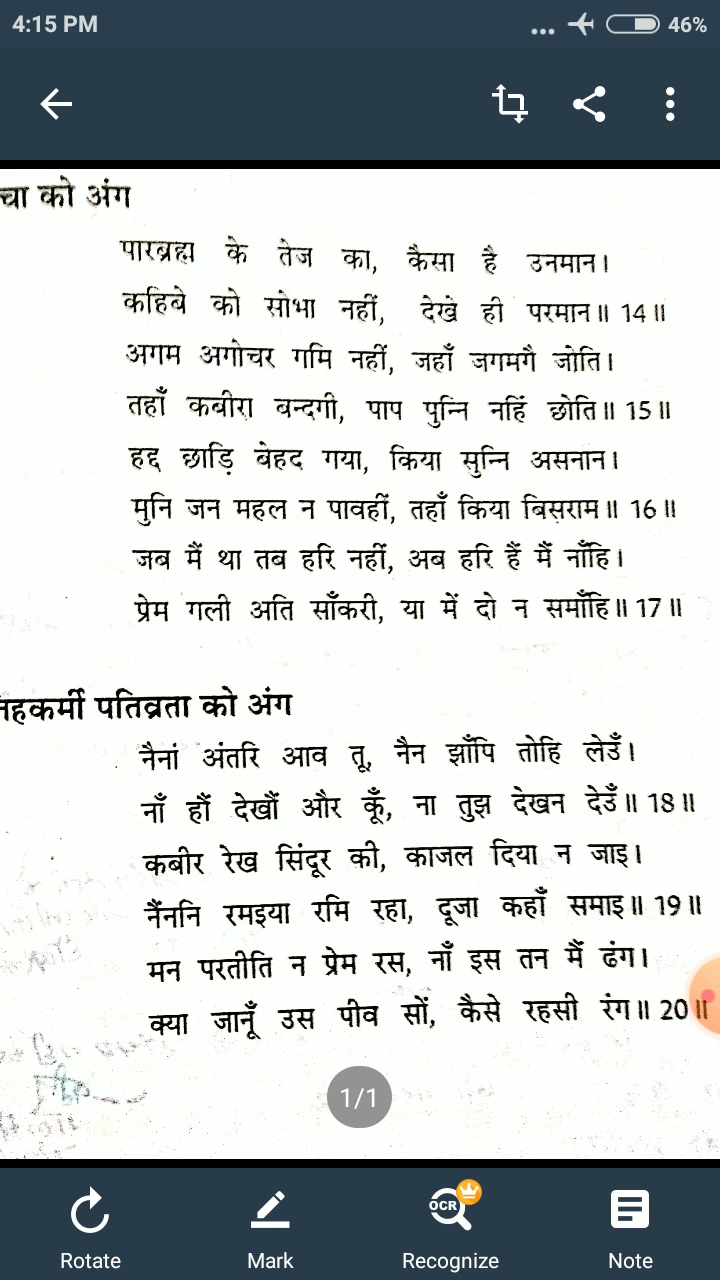 4:15 PM
46%
चा को अंग
पारब्रह्म के तेज का, कैसा है उनमान।
कहिबे को सोभा नहीं, देखे ही परमान॥ 14॥
अगम अगोचर गमि नहीं, जहाँ जगमगै जोति।
तहाँ कबीरा बन्दगी, पाप पुन्नि नहिं छोति॥ 15॥
हद्द छाड़ि बेहद गया, किया सुन्नि असनान।
मुनि जन महल न पावहीं, तहाँ किया बिसराम॥ 16॥
जब मैं था तब हरि नहीं, अब हरि हैं मैं नाँहि।
प्रेम गली अति साँकरी, या में दो न समाँहि॥ 17॥
नहकर्मी पतिव्रता को अंग
नैनां अंतरि आव तू, नैन झाँपि तोहि लेउँ।
नाँ हौं देखौं और कूँ, ना तुझ देखन देउँ॥ 18॥
कबीर रेख सिंदूर की, काजल दिया न जाइ।
नैंननि रमइया रमि रहा, दूजा कहाँ समाइ॥ 19॥
मन परतीति न प्रेम रस, नाँ इस तन मैं ढंग।
क्या जानूँ उस पीव सों, कैसे रहसी रंग॥ 20॥
1/1
OCR
Rotate
Mark
Recognize
Note